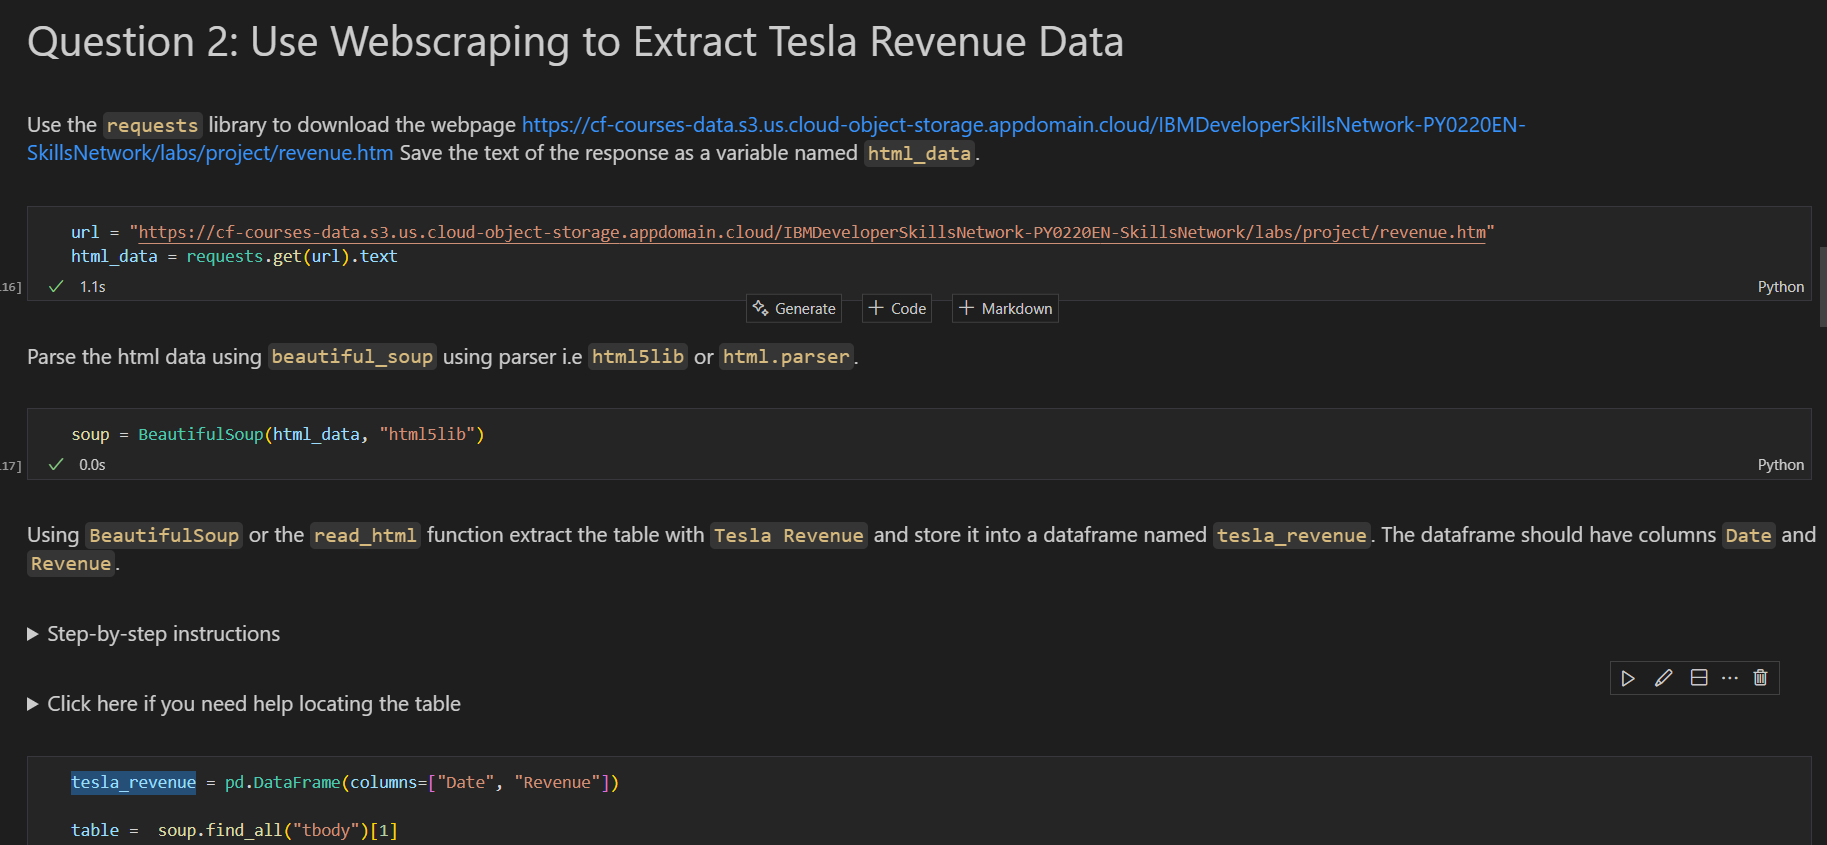 Question 2: Use Webscraping to Extract Tesla Revenue Data
Use the requests library to download the webpage https://cf-courses-data.s3.us.cloud-object-storage.appdomain.cloud/IBMDeveloperSkillsNetwork-PY0220EN-
SkillsNetwork/labs/project/revenue.htm Save the text of the response as a variable named html_data.
url = "https://cf-courses-data.s3.us.cloud-object-storage.appdomain.cloud/IBMDeveloperSkillsNetwork-PY0220EN-SkillsNetwork/labs/project/revenue.htm"
html_data = requests.get(url).text
16] 1.1s Python
Generate Code Markdown
Parse the html data using beautiful_soup using parser i.e html5lib or html.parser.
soup = BeautifulSoup(html_data, "html5lib")
17] 0.0s Python
Using BeautifulSoup or the read_html function extract the table with Tesla Revenue and store it into a dataframe named tesla_revenue. The dataframe should have columns Date and
Revenue.
Step-by-step instructions
Click here if you need help locating the table
tesla_revenue = pd.DataFrame(columns=["Date", "Revenue"])
table = soup.find_all("tbody")[1]